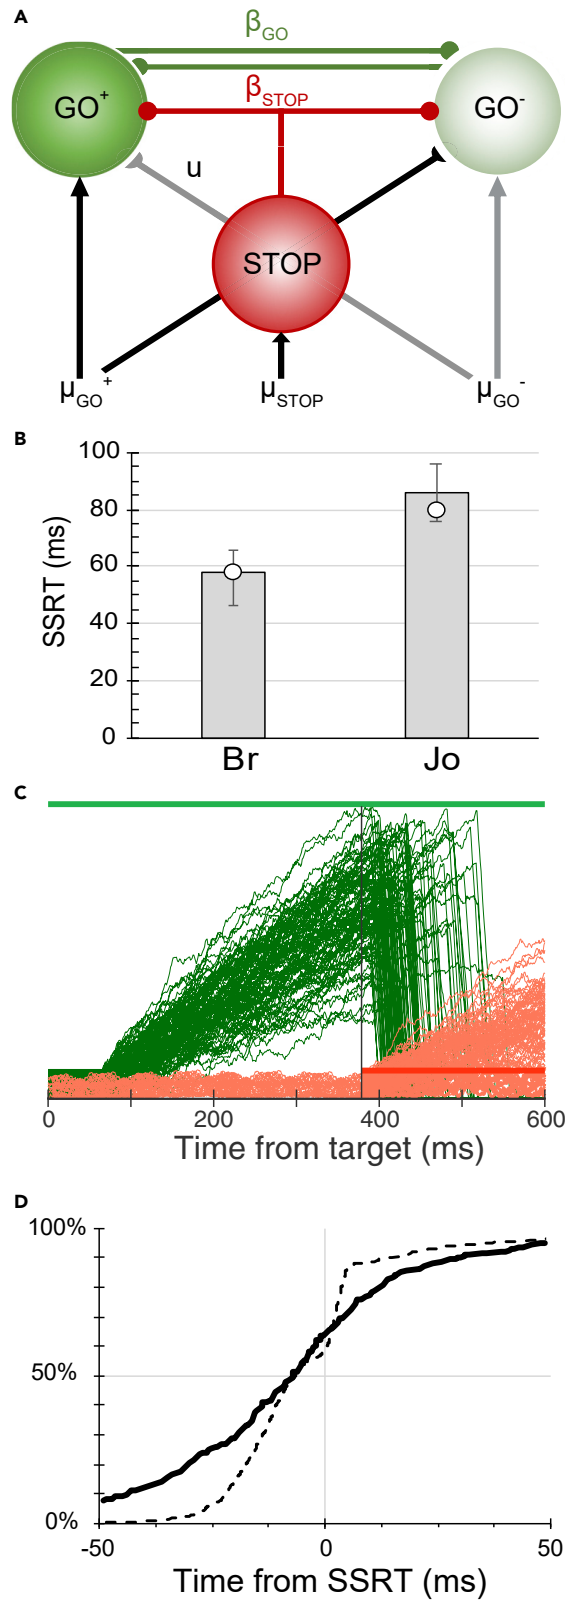 A
βGO
GO+
GO-
βSTOP
u
STOP
μGO+
μSTOP
μGO-
B
SSRT (ms)
100
80
60
40
20
0
Br
Jo
C
0
200
400
600
Time from target (ms)
D
100%
50%
0%
-50
0
50
Time from SSRT (ms)